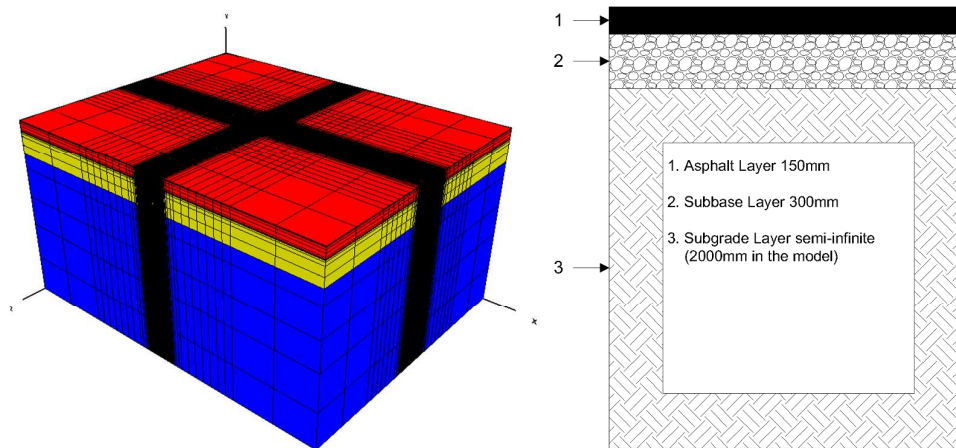 Y
Z
X
1
2
3
1. Asphalt Layer 150mm
2. Subbase Layer 300mm
3. Subgrade Layer semi-infinite
(2000mm in the model)